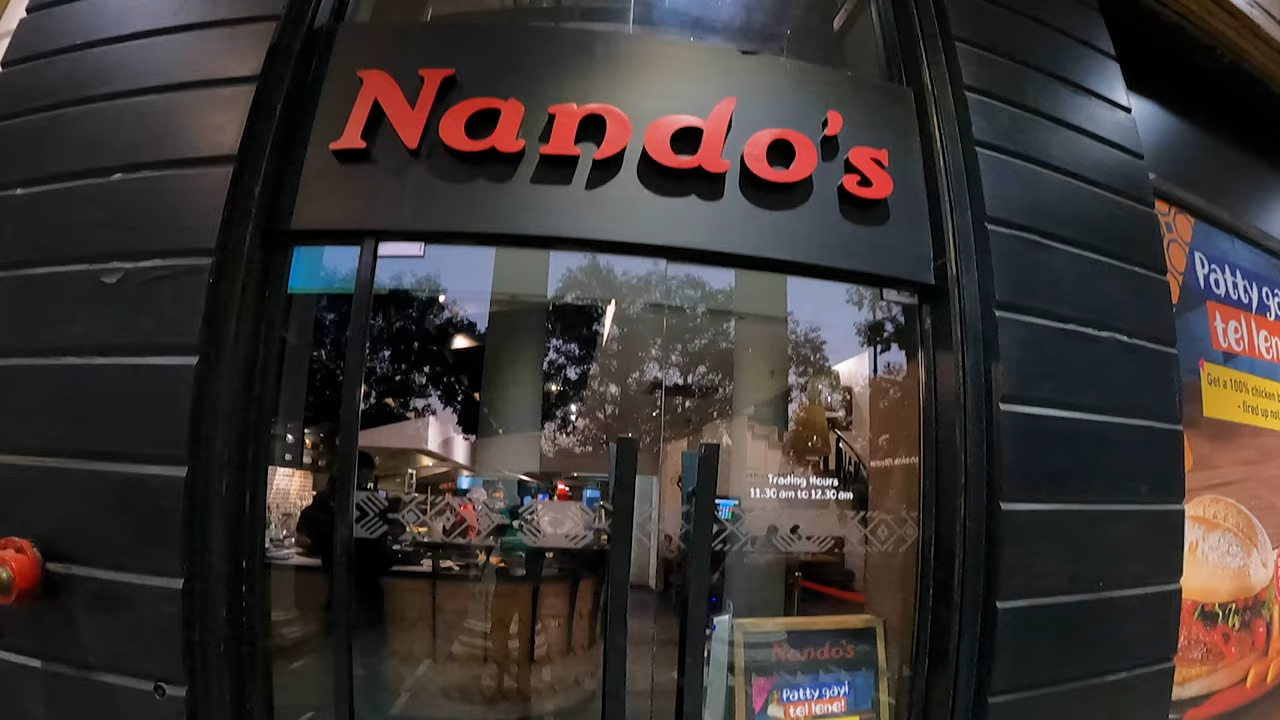 Nando's
Patty ga
tel len
Get a 100% chicken b
- fired up not
Trading Hours
11.30 am to 12.30 am
Nando's
Patty gayi
tel lene!